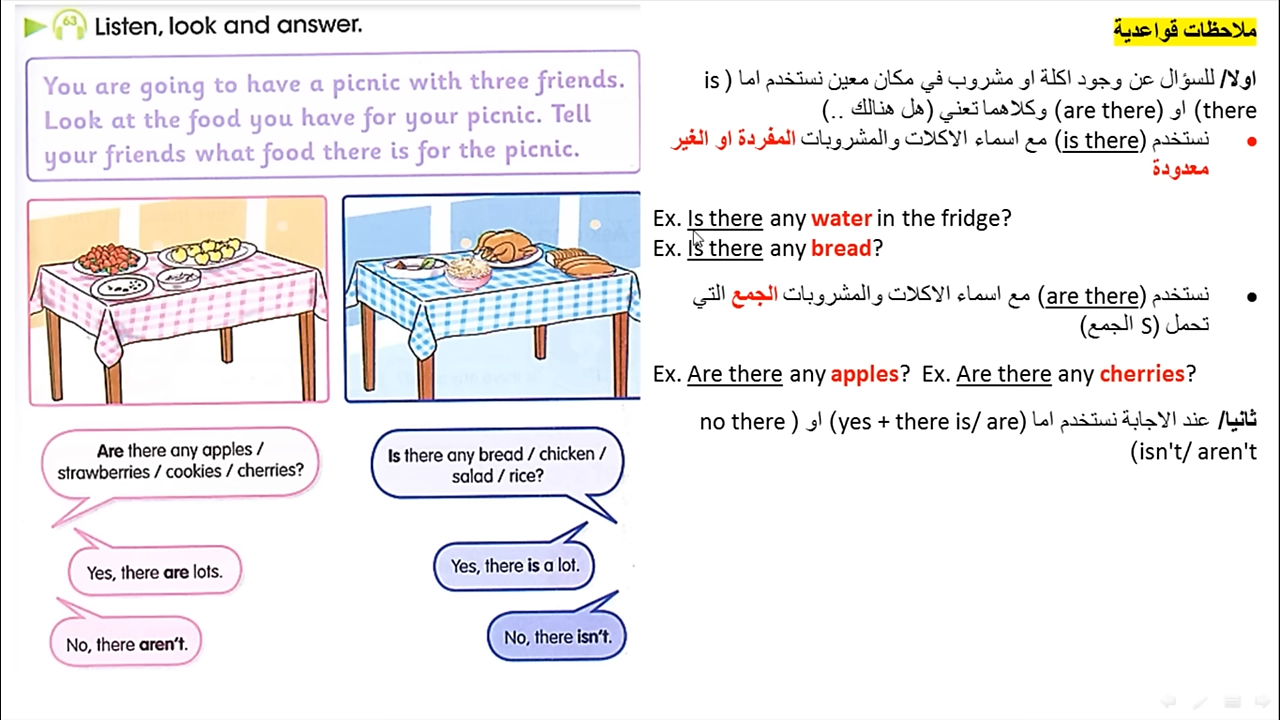 63 Listen, look and answer.
You are going to have a picnic with three friends.
Look at the food you have for your picnic. Tell
your friends what food there is for the picnic.
Are there any apples /
strawberries / cookies / cherries?
Yes, there are lots.
No, there aren't.
Is there any bread / chicken /
salad / rice?
Yes, there is a lot.
No, there isn't.
ملاحظات قواعدية
اولا/ للسؤال عن وجود اكلة او مشروب في مكان معين نستخدم اما ( is
there) او (are there) وكلاهما تعني (هل هنالك ..)
• نستخدم (is there) مع اسماء الاكلات والمشروبات المفردة او الغير
معدودة
Ex. Is there any water in the fridge?
Ex. Is there any bread?
• نستخدم (are there) مع اسماء الاكلات والمشروبات الجمع التي
تحمل (S الجمع)
Ex. Are there any apples? Ex. Are there any cherries?
ثانيا/ عند الاجابة نستخدم اما (yes + there is/ are) او ( no there
isn't/ aren't)